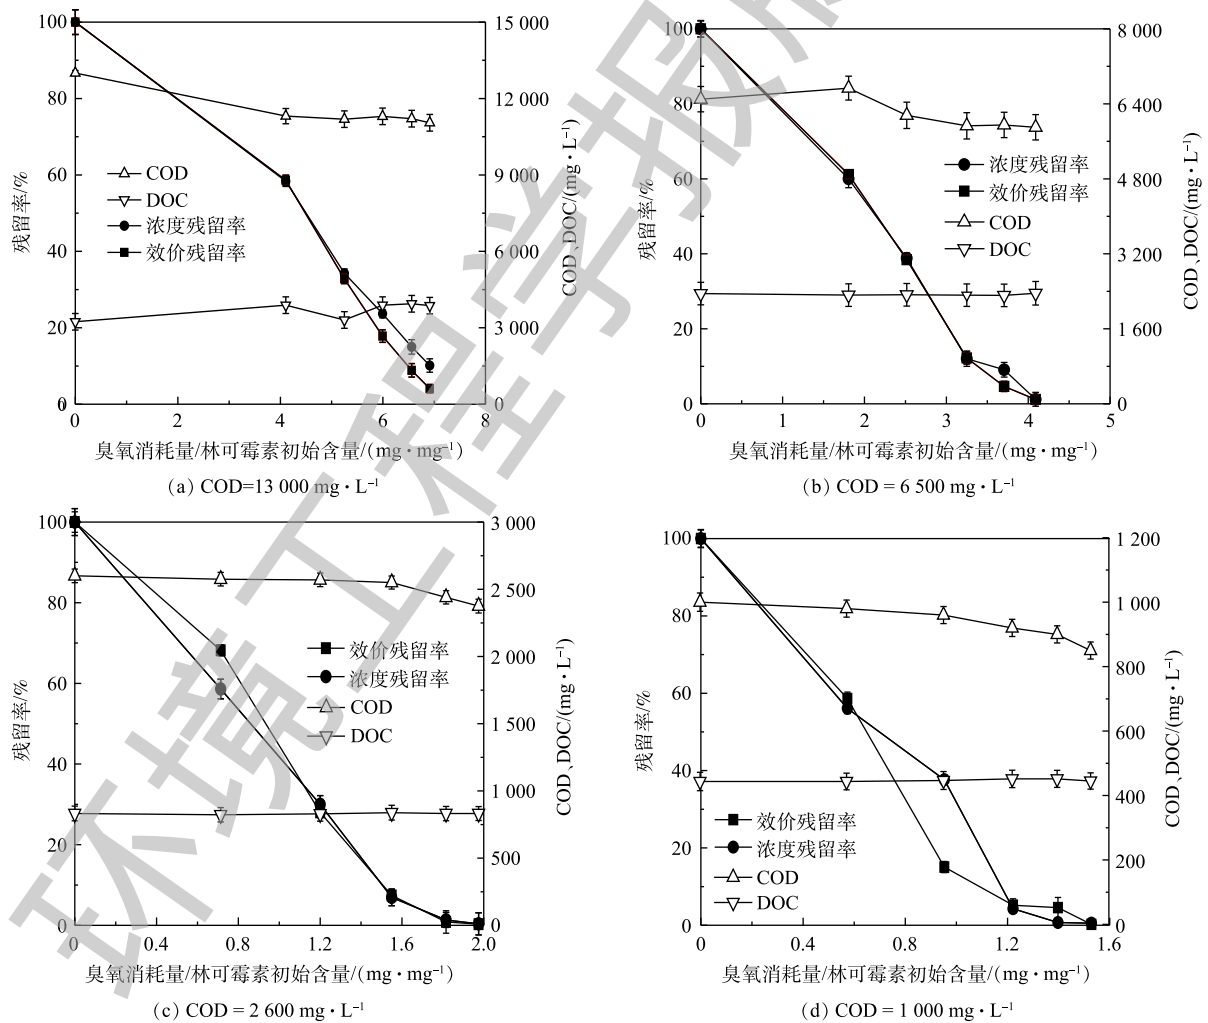 100
80
60
40
20
0
15 000
12 000
9 000
6 000
3 000
0
残留率/%
COD、DOC/(mg·L⁻¹)
COD
DOC
浓度残留率
效价残留率
0 2 4 6 8
臭氧消耗量/林可霉素初始含量/(mg·mg⁻¹)
(a) COD=13 000 mg·L⁻¹
100
80
60
40
20
0
8 000
6 400
4 800
3 200
1 600
0
残留率/%
COD、DOC/(mg·L⁻¹)
浓度残留率
效价残留率
COD
DOC
0 1 2 3 4 5
臭氧消耗量/林可霉素初始含量/(mg·mg⁻¹)
(b) COD = 6 500 mg·L⁻¹
100
80
60
40
20
0
3 000
2 500
2 000
1 500
1 000
500
0
残留率/%
COD、DOC/(mg·L⁻¹)
效价残留率
浓度残留率
COD
DOC
0 0.4 0.8 1.2 1.6 2.0
臭氧消耗量/林可霉素初始含量/(mg·mg⁻¹)
(c) COD = 2 600 mg·L⁻¹
100
80
60
40
20
0
1 200
1 000
800
600
400
200
0
残留率/%
COD、DOC/(mg·L⁻¹)
效价残留率
浓度残留率
COD
DOC
0 0.4 0.8 1.2 1.6
臭氧消耗量/林可霉素初始含量/(mg·mg⁻¹)
(d) COD = 1 000 mg·L⁻¹
环境工程学报